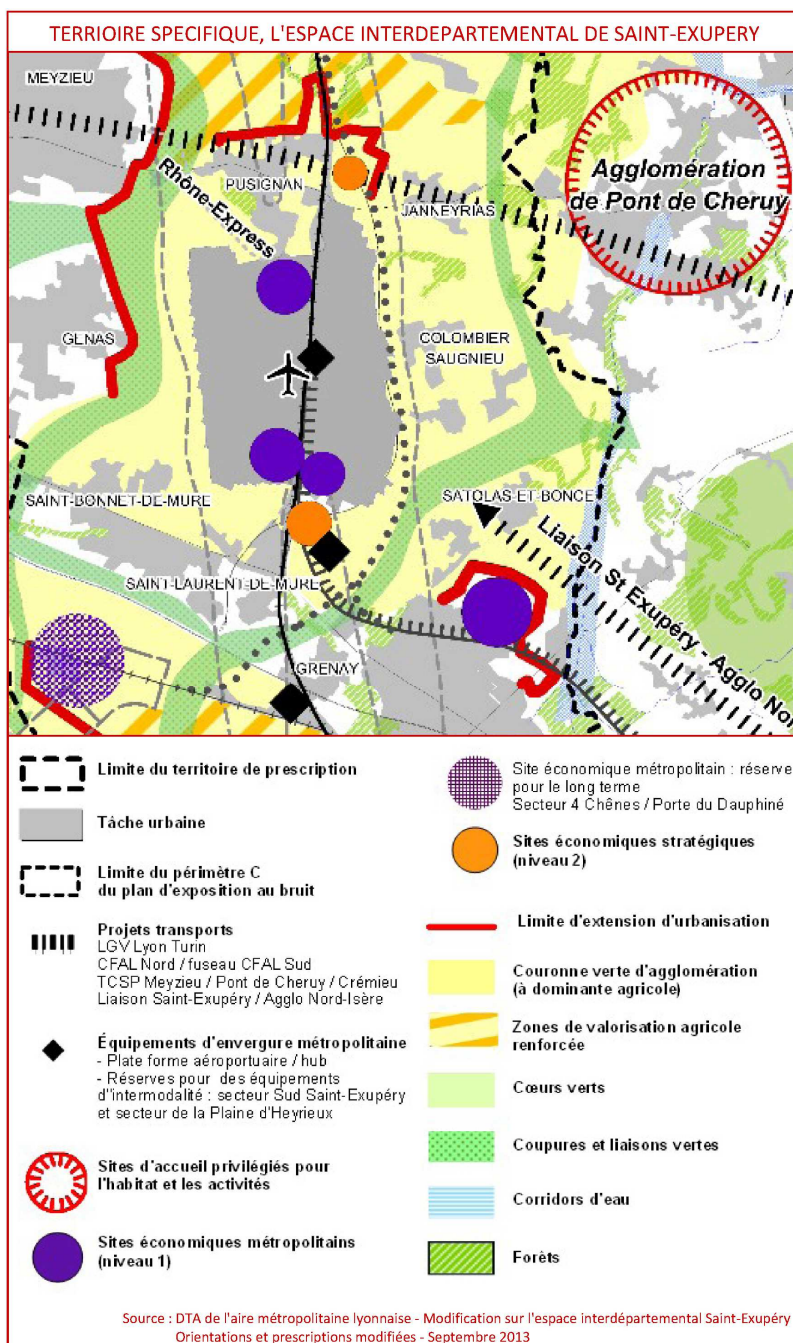 TERRIOIRE SPECIFIQUE, L'ESPACE INTERDEPARTEMENTAL DE SAINT-EXUPERY
MEYZIEU
Rhône-Express
PUSIGNAN
JANNEYRIAS
Agglomération
de Pont de Cheruy
GENAS
COLOMBIER
SAUGNIEU
SAINT-BONNET-DE-MURE
SATOLAS-ET-BONCE
Liaison St Exupéry - Agglo Nor
SAINT-LAURENT-DE-MURE
GRENAY
Limite du territoire de prescription
Tâche urbaine
Limite du périmètre C
du plan d'exposition au bruit
Projets transports
LGV Lyon Turin
CFAL Nord / fuseau CFAL Sud
TCSP Meyzieu / Pont de Cheruy / Crémieu
Liaison Saint-Exupéry / Agglo Nord-Isère
Équipements d'envergure métropolitaine
- Plate forme aéroportuaire / hub
- Réserves pour des équipements
d''intermodalité : secteur Sud Saint-Exupéry
et secteur de la Plaine d'Heyrieux
Sites d'accueil privilégiés pour
l'habitat et les activités
Sites économiques métropolitains
(niveau 1)
Site économique métropolitain : réserve
pour le long terme
Secteur 4 Chênes / Porte du Dauphiné
Sites économiques stratégiques
(niveau 2)
Limite d'extension d'urbanisation
Couronne verte d'agglomération
(à dominante agricole)
Zones de valorisation agricole
renforcée
Cœurs verts
Coupures et liaisons vertes
Corridors d'eau
Forêts
Source : DTA de l'aire métropolitaine lyonnaise - Modification sur l'espace interdépartemental Saint-Exupéry
Orientations et prescriptions modifiées - Septembre 2013